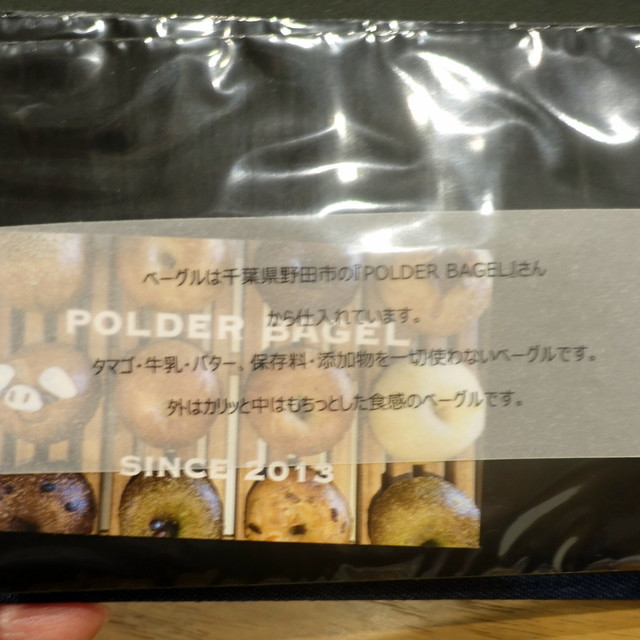 ベーグルは千葉県野田市の『POLDER BAGEL』さん
から仕入れています。
POLDER BAGEL
タマゴ・牛乳・バター、保存料・添加物を一切使わないベーグルです。
外はカリッと中はもちっとした食感のベーグルです。
SINCE 2013